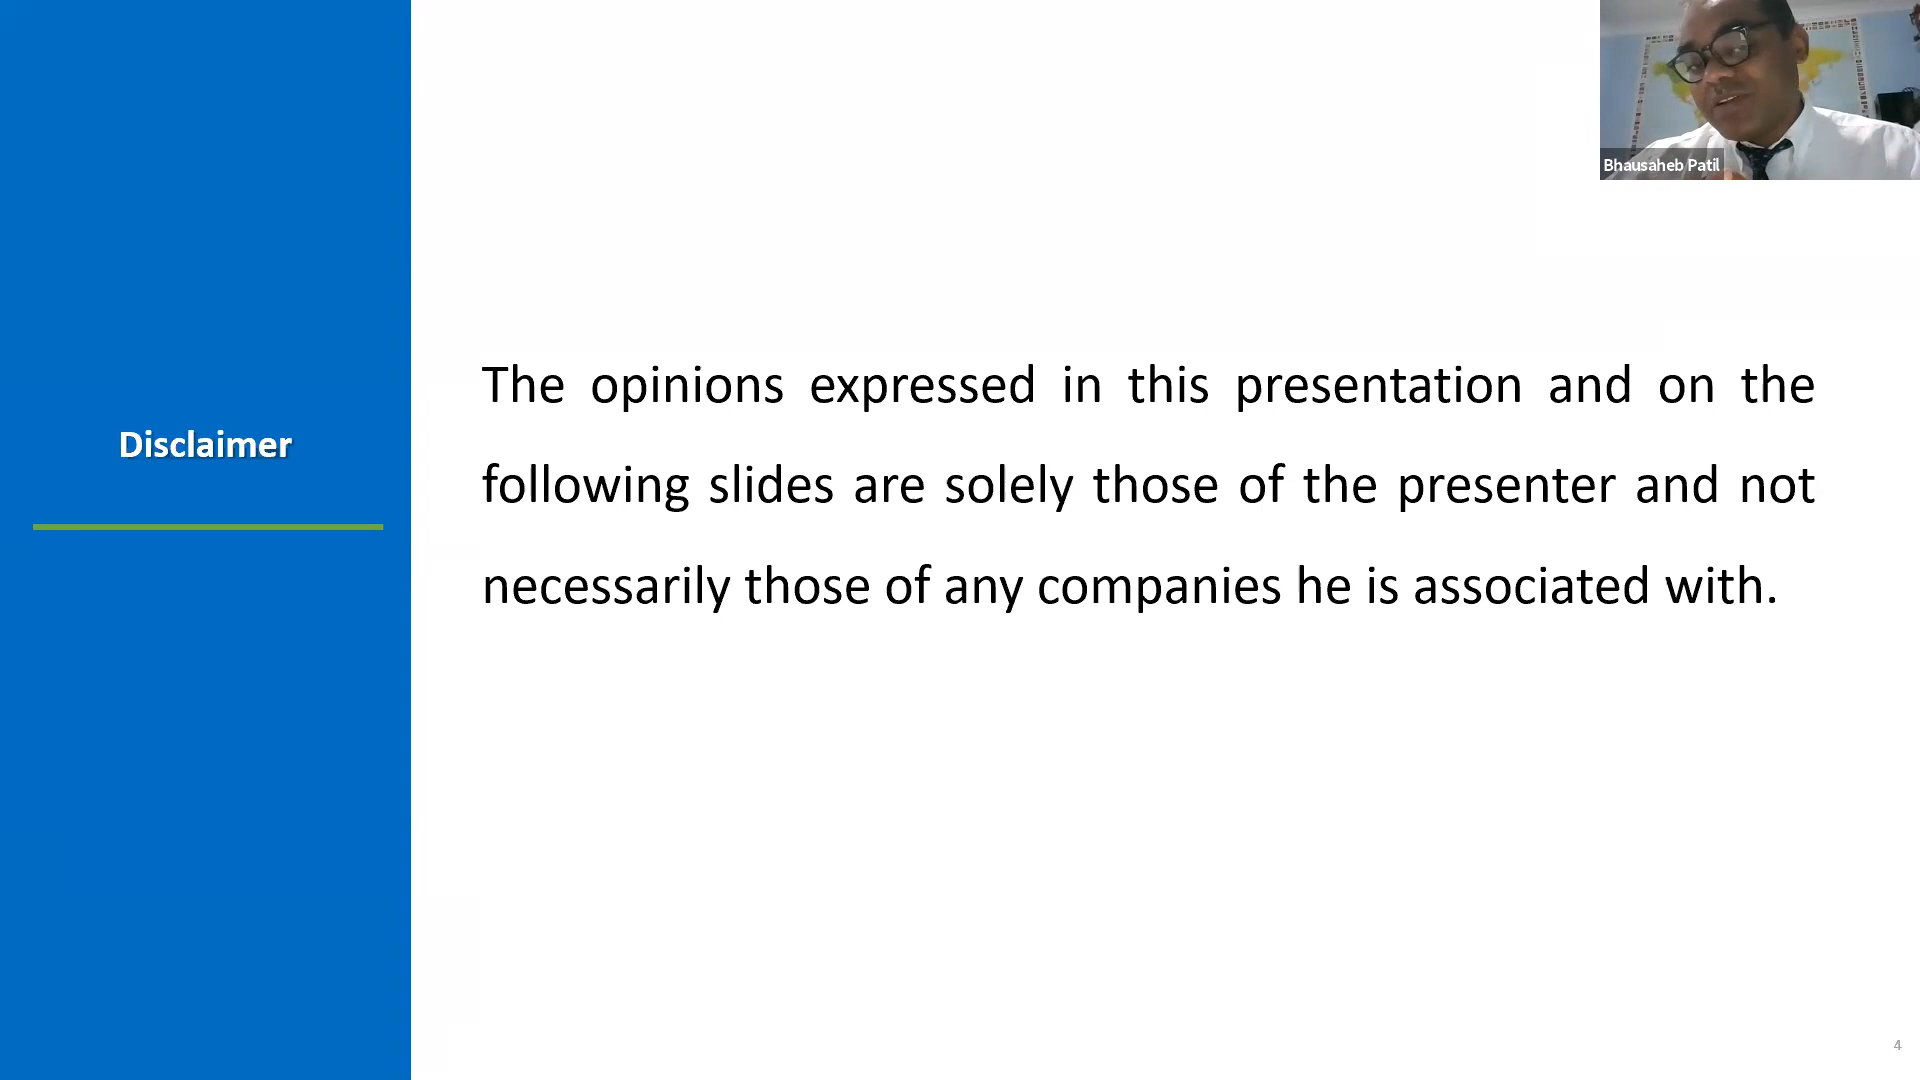 Bhausaheb Patil
Disclaimer
The opinions expressed in this presentation and on the
following slides are solely those of the presenter and not
necessarily those of any companies he is associated with.
4